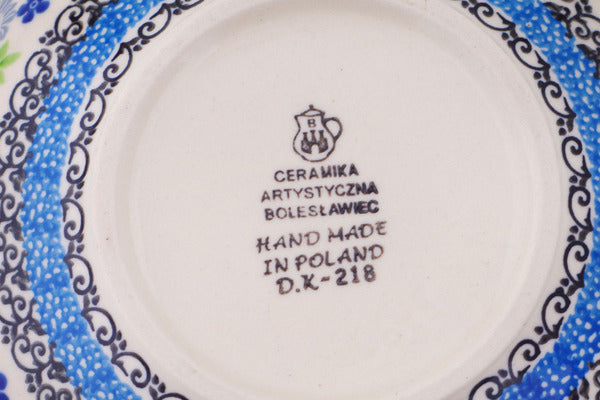 B
CERAMIKA
ARTYSTYCZNA
BOLESŁAWIEC
HAND MADE
IN POLAND
D.K-218